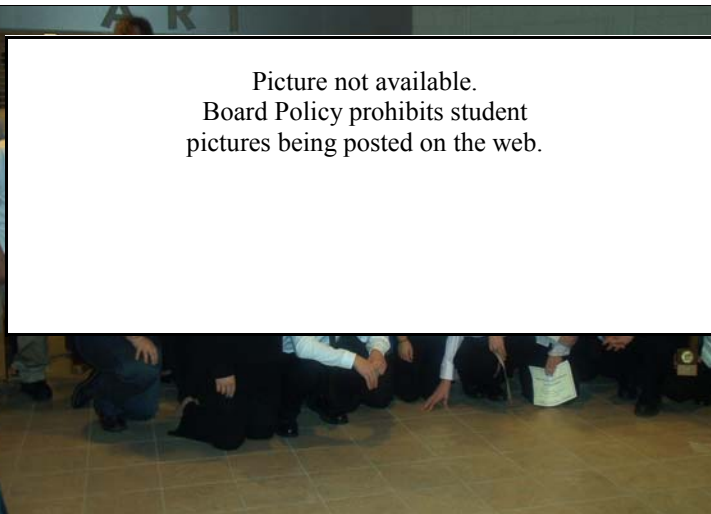 A R T
Picture not available.
Board Policy prohibits student
pictures being posted on the web.